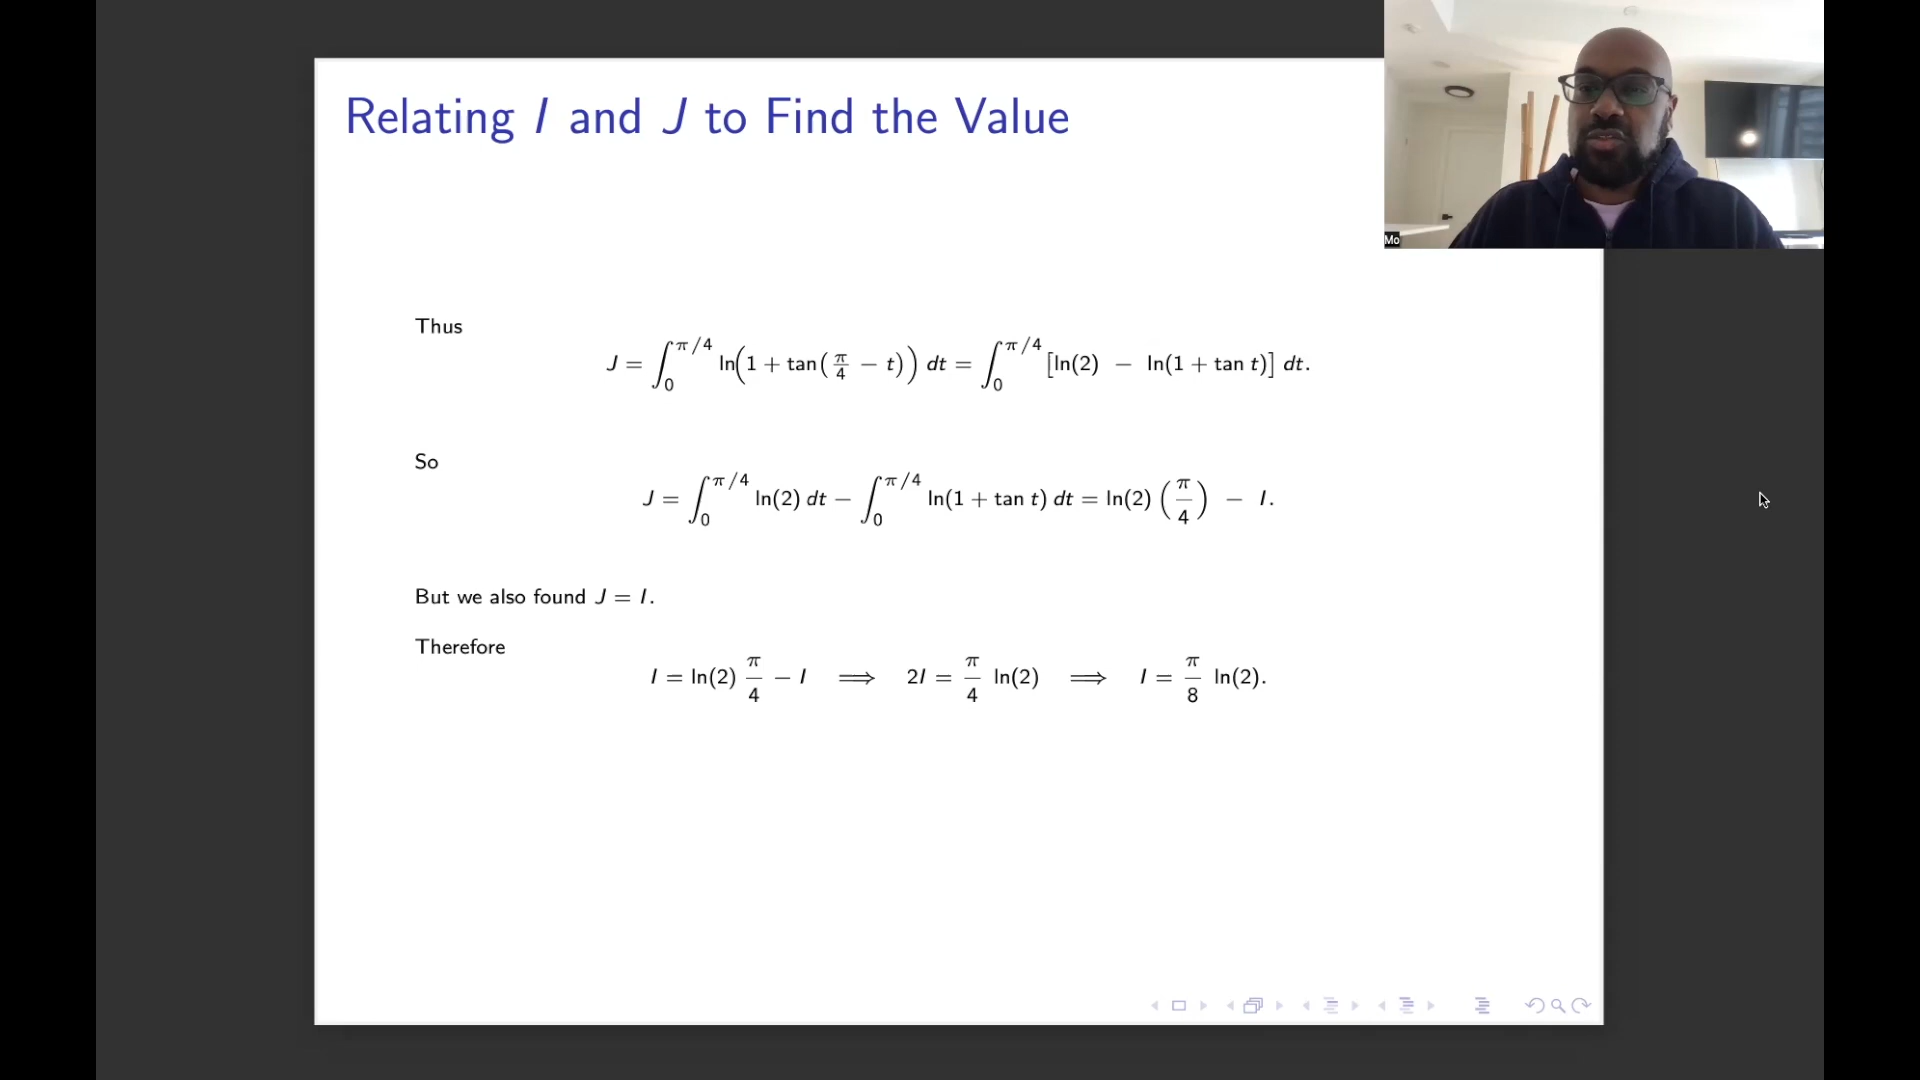 Relating I and J to Find the Value
Mo
Thus
J = ∫₀^{π/4} ln(1 + tan(π/4 − t)) dt = ∫₀^{π/4} [ln(2) − ln(1 + tan t)] dt.
So
J = ∫₀^{π/4} ln(2) dt − ∫₀^{π/4} ln(1 + tan t) dt = ln(2) (π/4) − I.
But we also found J = I.
Therefore
I = ln(2) π/4 − I ⟹ 2I = π/4 ln(2) ⟹ I = π/8 ln(2).